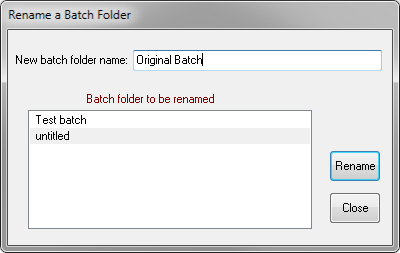 Rename a Batch Folder
New batch folder name: Original Batch
Batch folder to be renamed
Test batch
untitled
Rename
Close